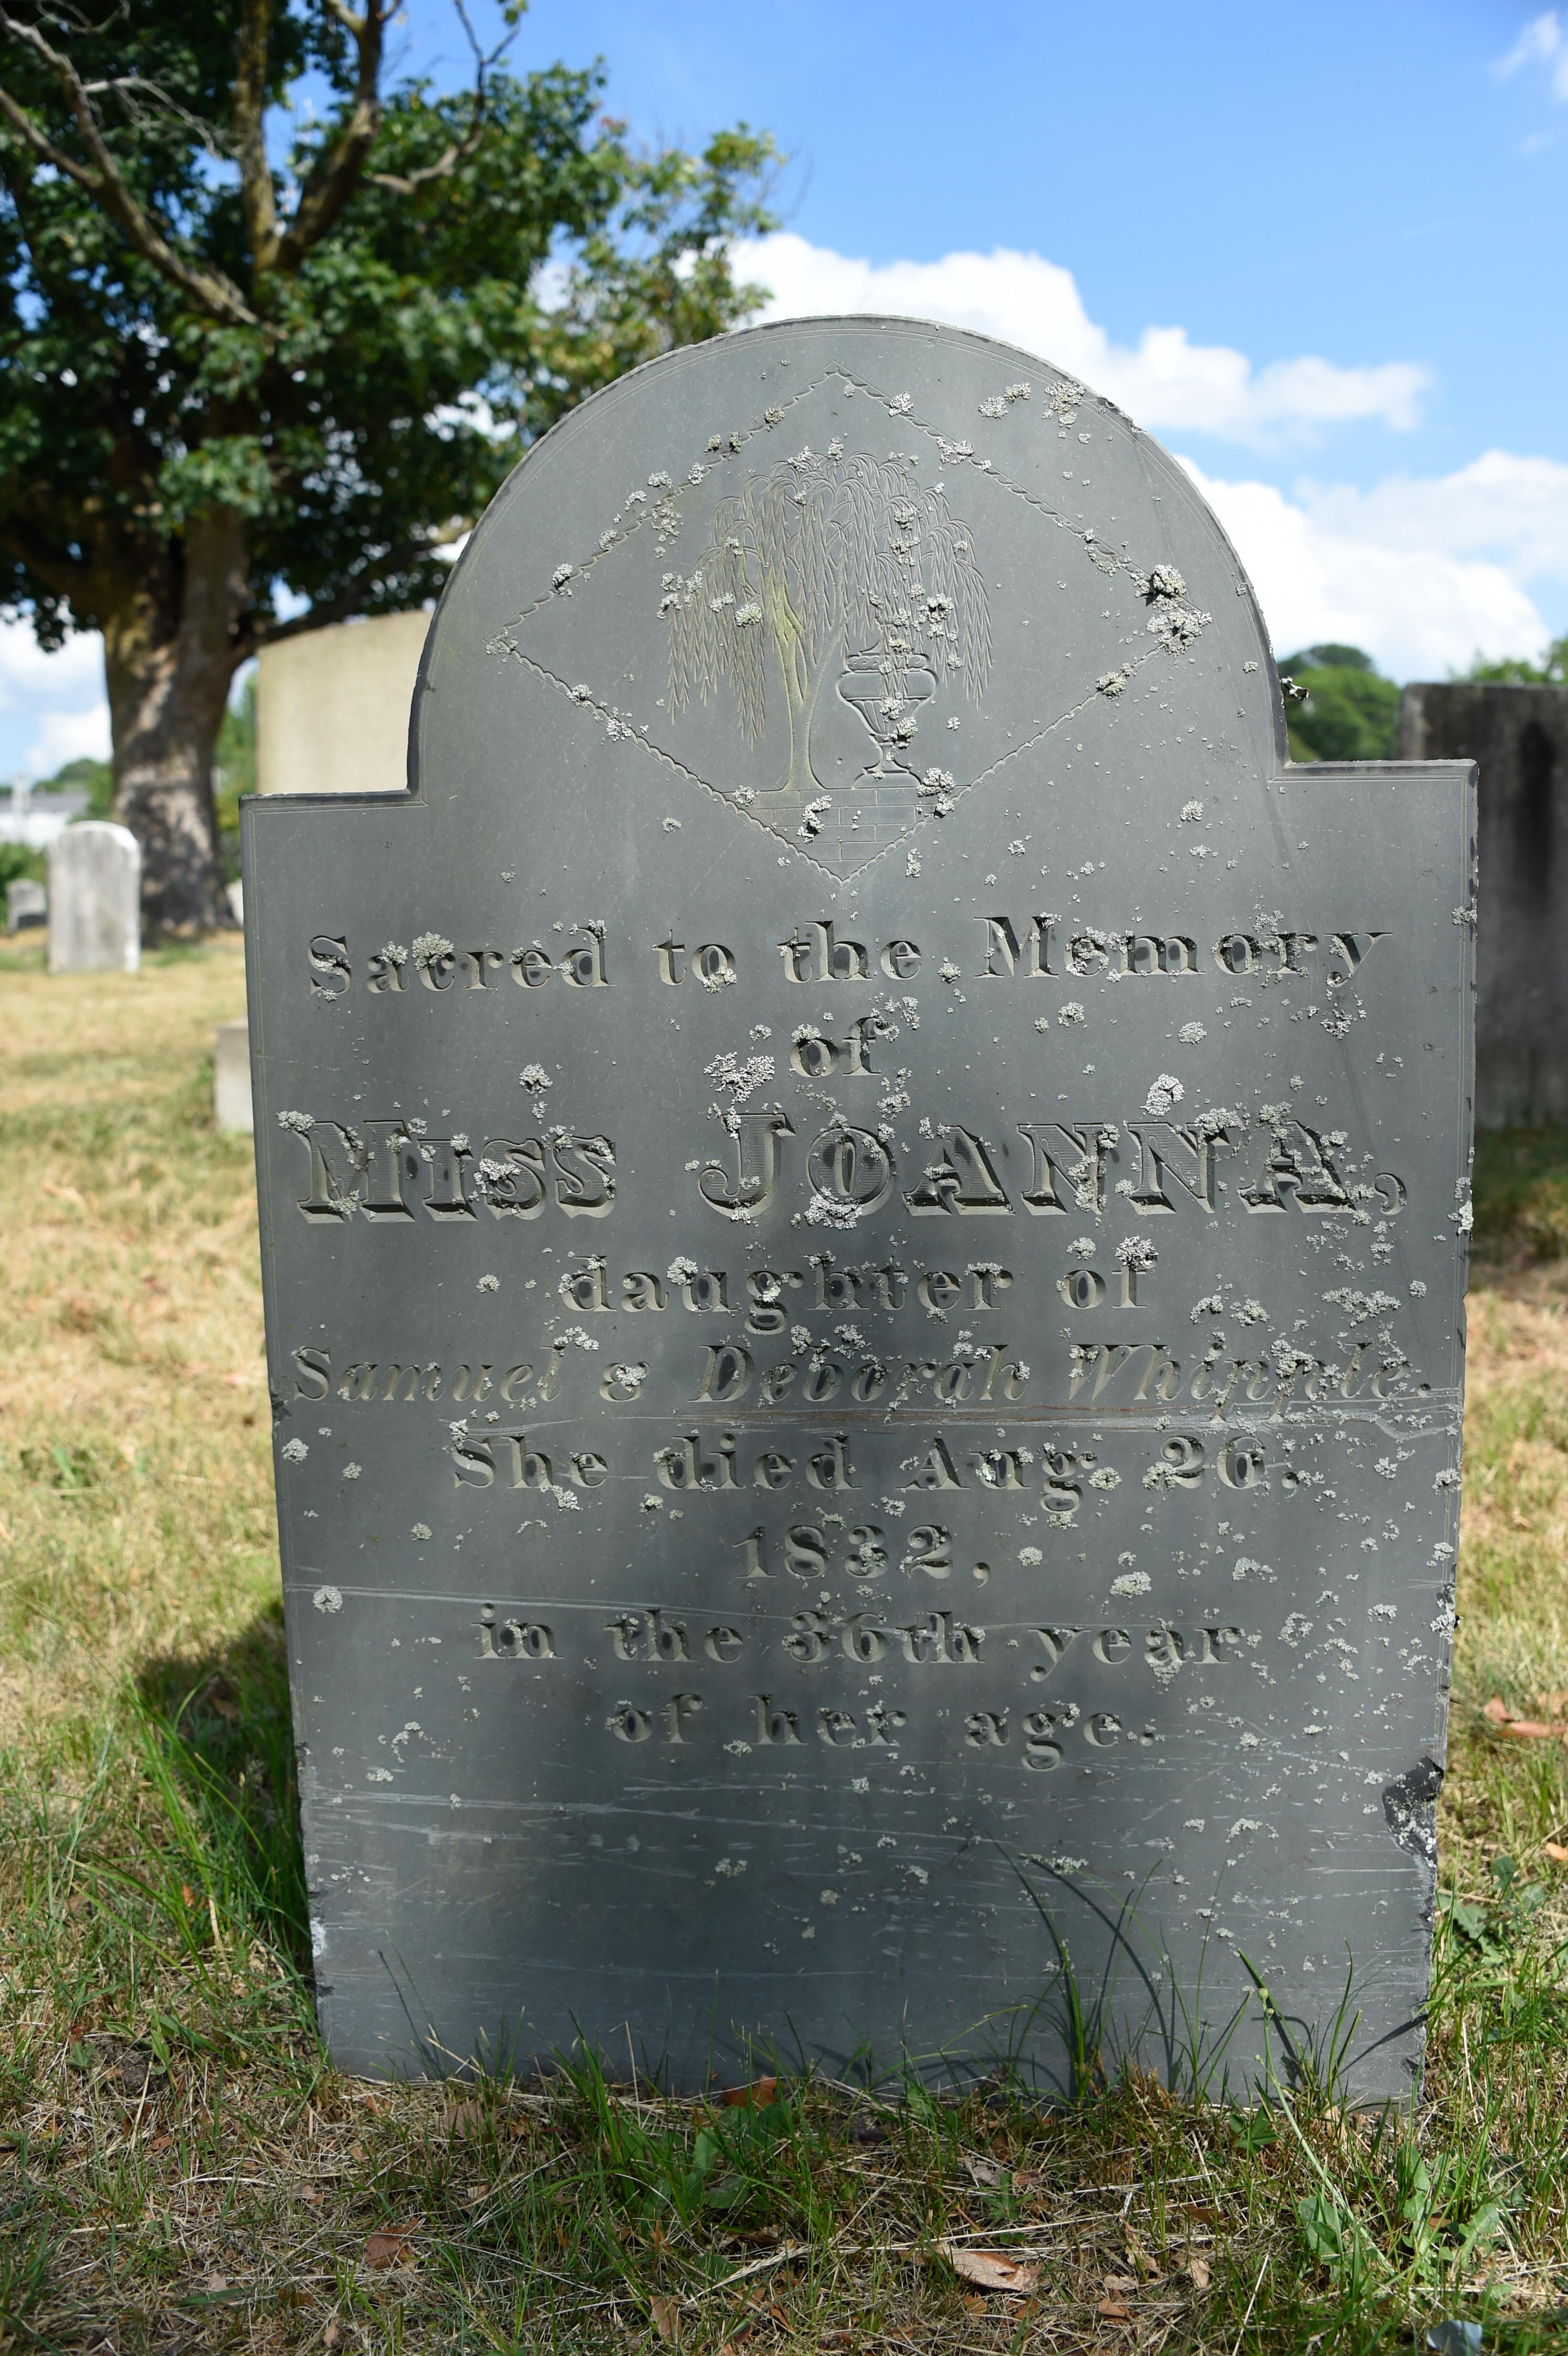 Sacred to the Memory
of
MISS JOANNA,
daughter of
Samuel & Deborah Whipple.
She died Aug. 26.
1832,
in the 36th year
of her age.